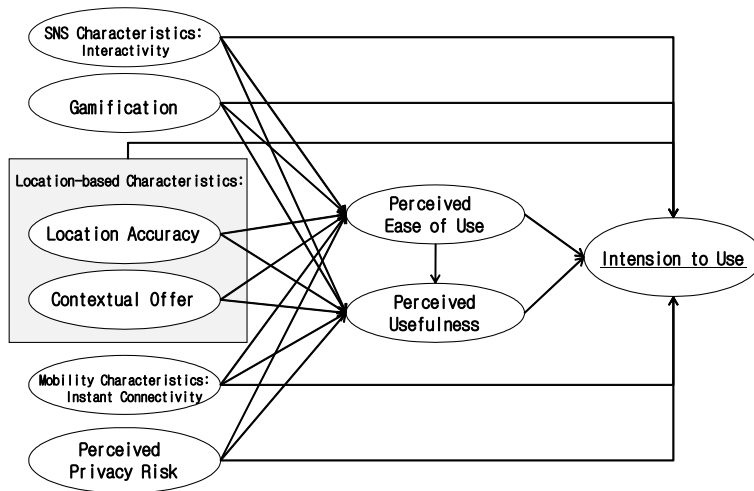 SNS Characteristics:
Interactivity
Gamification
Location-based Characteristics:
Location Accuracy
Contextual Offer
Mobility Characteristics:
Instant Connectivity
Perceived
Privacy Risk
Perceived
Ease of Use
Perceived
Usefulness
Intension to Use